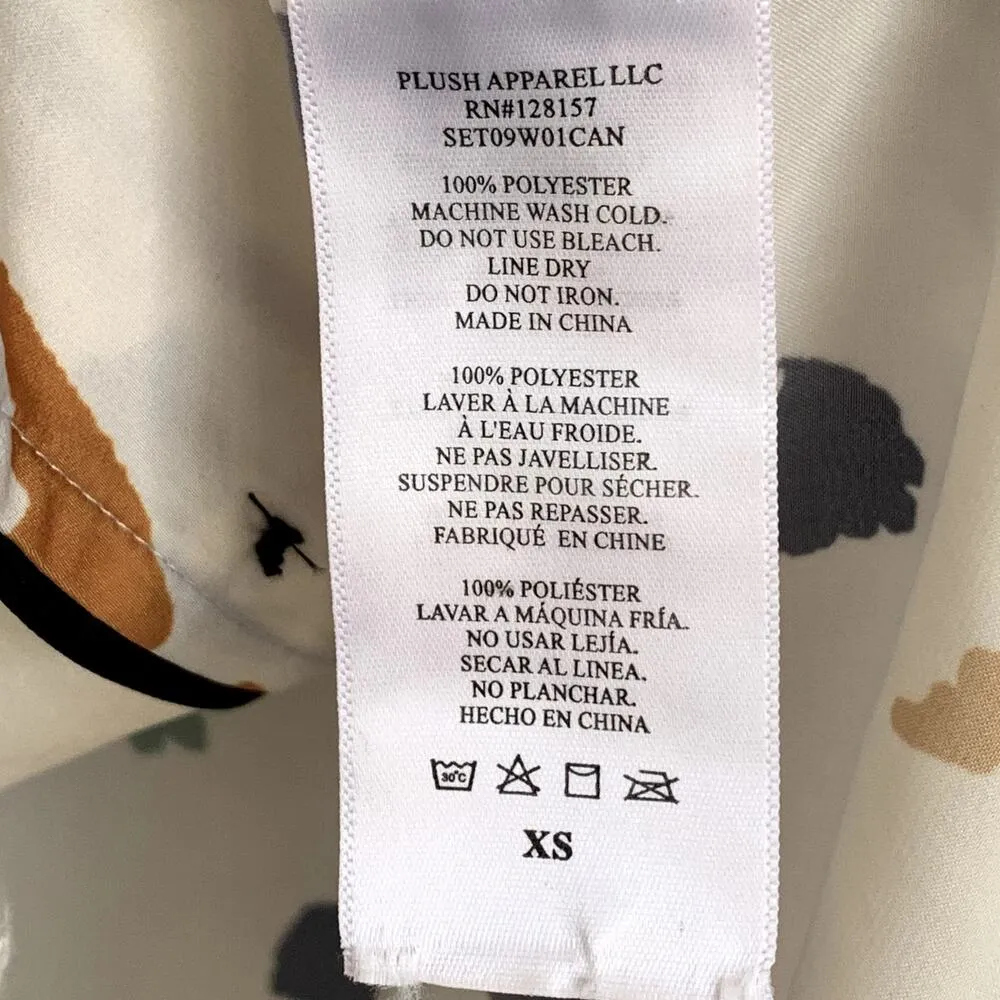 PLUSH APPAREL LLC
RN#128157
SET09W01CAN
100% POLYESTER
MACHINE WASH COLD.
DO NOT USE BLEACH.
LINE DRY
DO NOT IRON.
MADE IN CHINA
100% POLYESTER
LAVER À LA MACHINE
À L'EAU FROIDE.
NE PAS JAVELLISER.
SUSPENDRE POUR SÉCHER.
NE PAS REPASSER.
FABRIQUÉ EN CHINE
100% POLIÉSTER
LAVAR A MÁQUINA FRÍA.
NO USAR LEJÍA.
SECAR AL LINEA.
NO PLANCHAR.
HECHO EN CHINA
30°C
XS